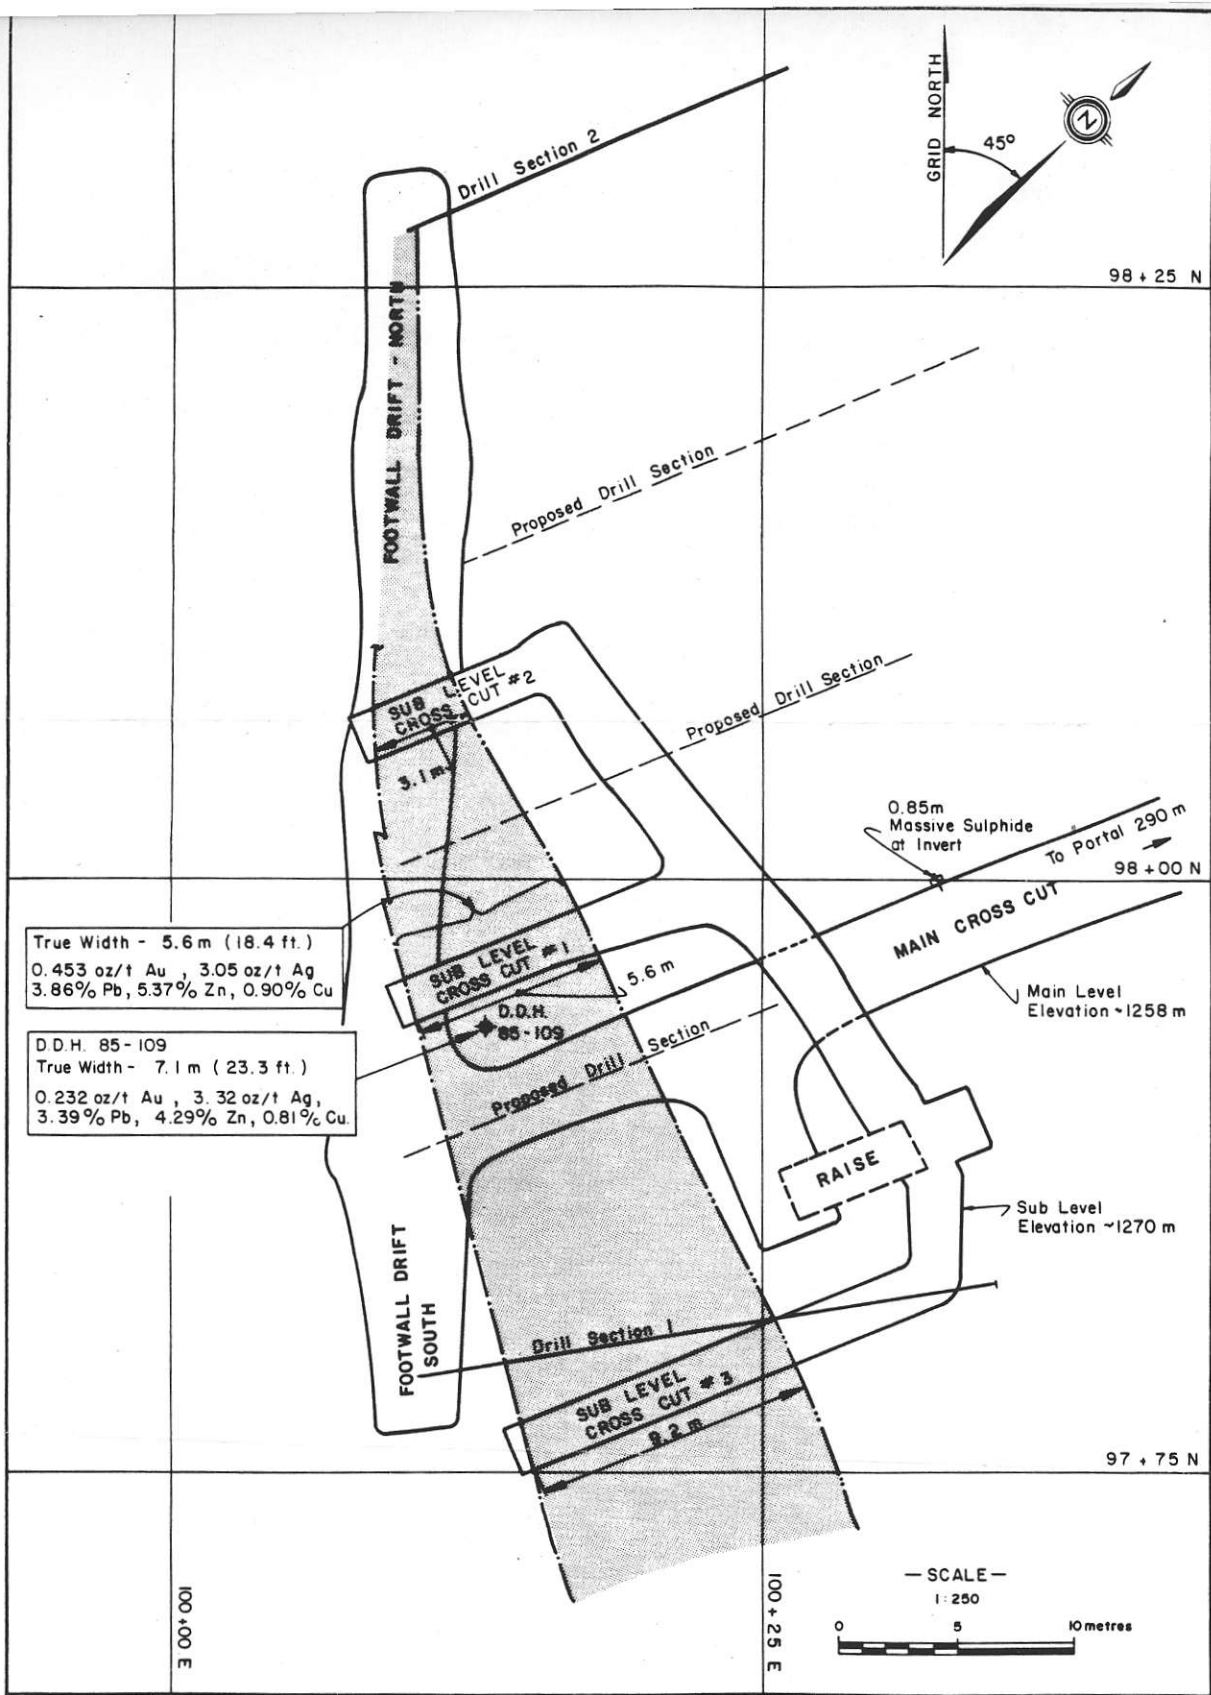 GRID NORTH
45°
N
Drill Section 2
98 + 25 N
FOOTWALL DRIFT - NORTH
Proposed Drill Section
SUB LEVEL
CROSS CUT #2
3.1 m
Proposed Drill Section
0.85m
Massive Sulphide
at Invert
To Portal 290 m
98 + 00 N
MAIN CROSS CUT
True Width - 5.6 m (18.4 ft.)
0.453 oz/t Au , 3.05 oz/t Ag
3.86% Pb, 5.37% Zn, 0.90% Cu
SUB LEVEL
CROSS CUT #1
5.6 m
Main Level
Elevation ~1258 m
D.D.H.
85-109
D.D.H. 85-109
True Width - 7.1 m ( 23.3 ft.)
0.232 oz/t Au , 3.32 oz/t Ag,
3.39% Pb, 4.29% Zn, 0.81% Cu.
Proposed Drill Section
RAISE
Sub Level
Elevation ~1270 m
FOOTWALL DRIFT
SOUTH
Drill Section 1
SUB LEVEL
CROSS CUT #3
9.2 m
97 + 75 N
100+00 E
100+25 E
— SCALE —
1:250
0 5 10 metres